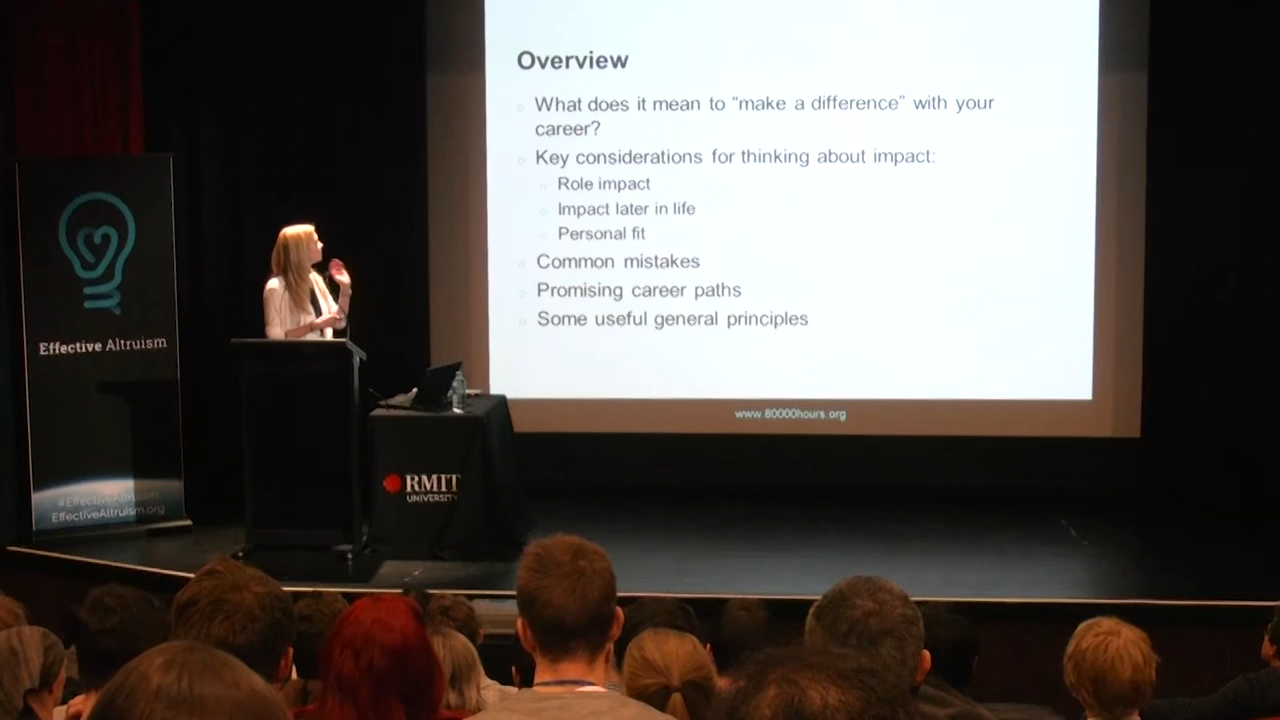 Overview
What does it mean to “make a difference” with your
career?
Key considerations for thinking about impact:
Role impact
Impact later in life
Personal fit
Common mistakes
Promising career paths
Some useful general principles
www.80000hours.org
Effective Altruism
#EffectiveAltruism
EffectiveAltruism.org
RMIT
UNIVERSITY